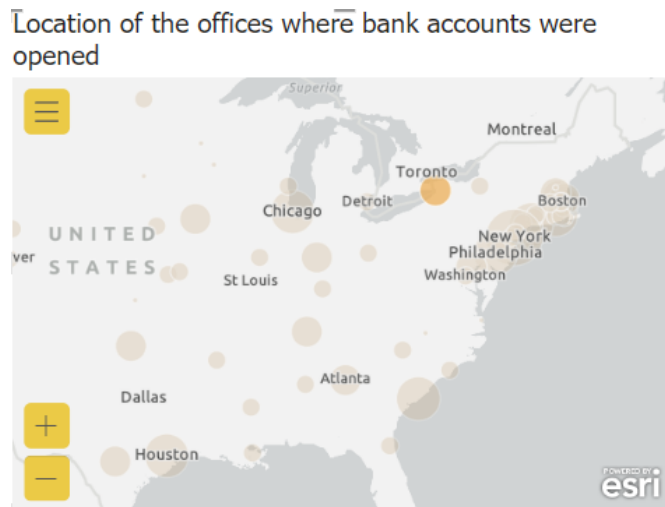 Location of the offices where bank accounts were
opened
Superior
Montreal
Toronto
Detroit
Boston
Chicago
New York
UNITED
Philadelphia
ver
STATES
Washington
St Louis
Atlanta
Dallas
Houston
POWERED BY
esri